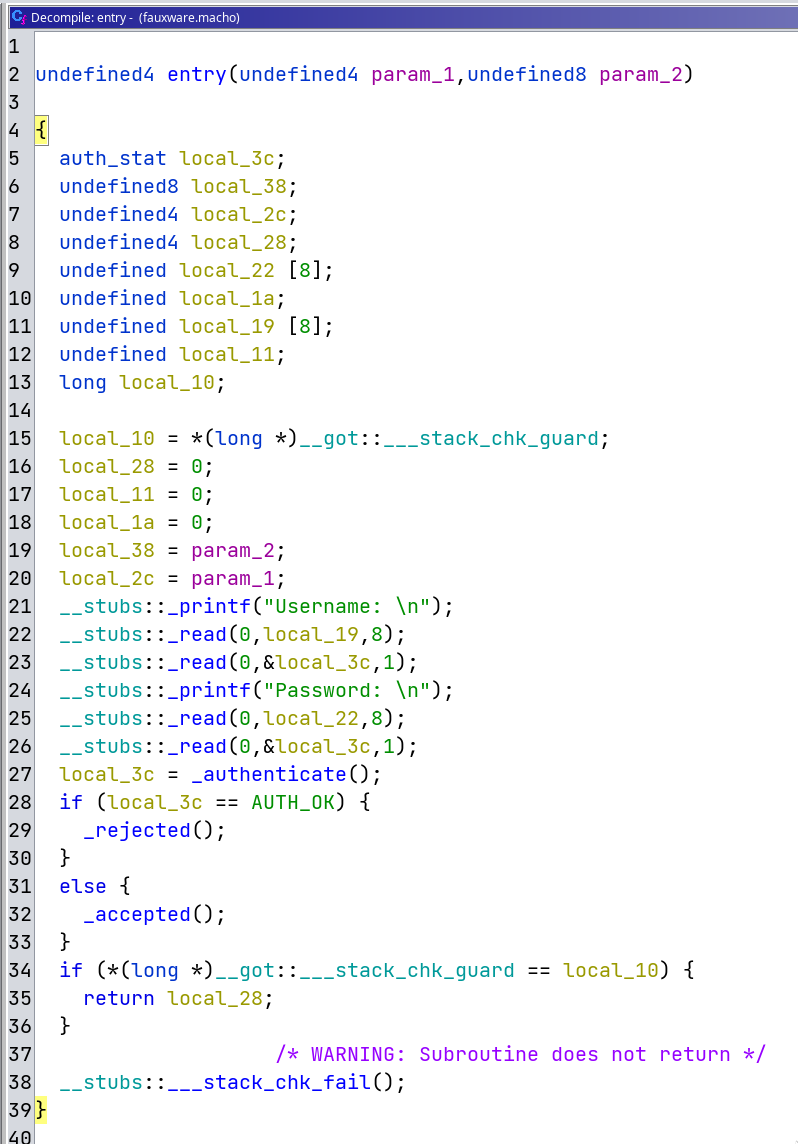 Decompile: entry - (fauxware.macho)
1
2 undefined4 entry(undefined4 param_1,undefined8 param_2)
3
4 {
5   auth_stat local_3c;
6   undefined8 local_38;
7   undefined4 local_2c;
8   undefined4 local_28;
9   undefined local_22 [8];
10   undefined local_1a;
11   undefined local_19 [8];
12   undefined local_11;
13   long local_10;
14
15   local_10 = *(long *)__got::___stack_chk_guard;
16   local_28 = 0;
17   local_11 = 0;
18   local_1a = 0;
19   local_38 = param_2;
20   local_2c = param_1;
21   __stubs::_printf("Username: \n");
22   __stubs::_read(0,local_19,8);
23   __stubs::_read(0,&local_3c,1);
24   __stubs::_printf("Password: \n");
25   __stubs::_read(0,local_22,8);
26   __stubs::_read(0,&local_3c,1);
27   local_3c = _authenticate();
28   if (local_3c == AUTH_OK) {
29     _rejected();
30   }
31   else {
32     _accepted();
33   }
34   if (*(long *)__got::___stack_chk_guard == local_10) {
35     return local_28;
36   }
37                     /* WARNING: Subroutine does not return */
38   __stubs::___stack_chk_fail();
39 }
40